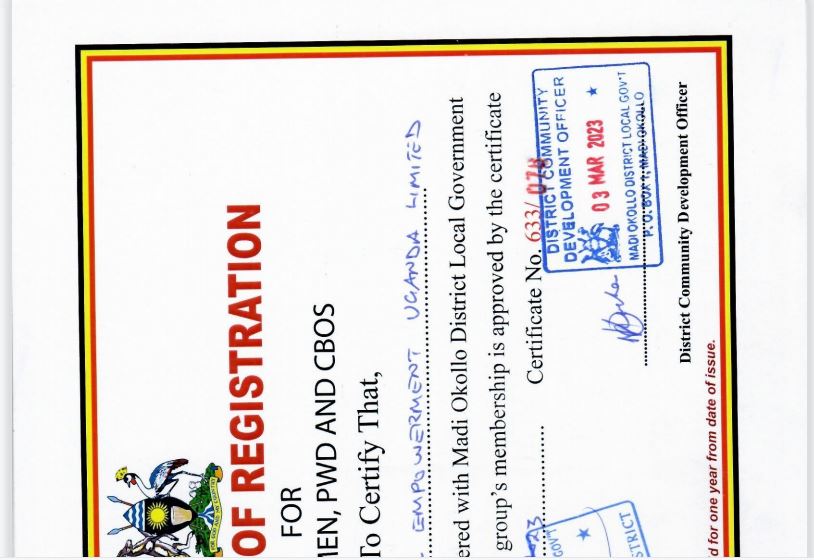 OF REGISTRATION
FOR
MEN, PWD AND CBOS
To Certify That,
EMPOWERMENT UGANDA LIMITED
ered with Madi Okollo District Local Government
group's membership is approved by the certificate
Certificate No. 633/078
DISTRICT COMMUNITY
DEVELOPMENT OFFICER
03 MAR 2023
MADI OKOLLO DISTRICT LOCAL GOV'T
P. O. BOX 7, MADI OKOLLO
District Community Development Officer
GOV'T
STRICT
for one year from date of issue.